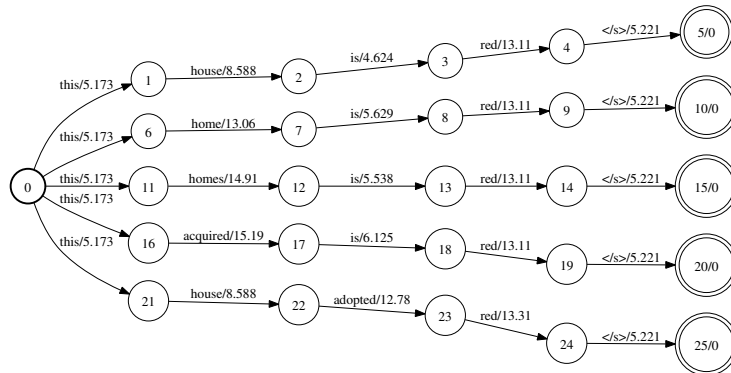 this/5.173
1
house/8.588
2
is/4.624
3
red/13.11
4
</s>/5.221
5/0
this/5.173
6
home/13.06
7
is/5.629
8
red/13.11
9
</s>/5.221
10/0
0
this/5.173
11
homes/14.91
12
is/5.538
13
red/13.11
14
</s>/5.221
15/0
this/5.173
16
acquired/15.19
17
is/6.125
18
red/13.11
19
</s>/5.221
20/0
this/5.173
21
house/8.588
22
adopted/12.78
23
red/13.31
24
</s>/5.221
25/0